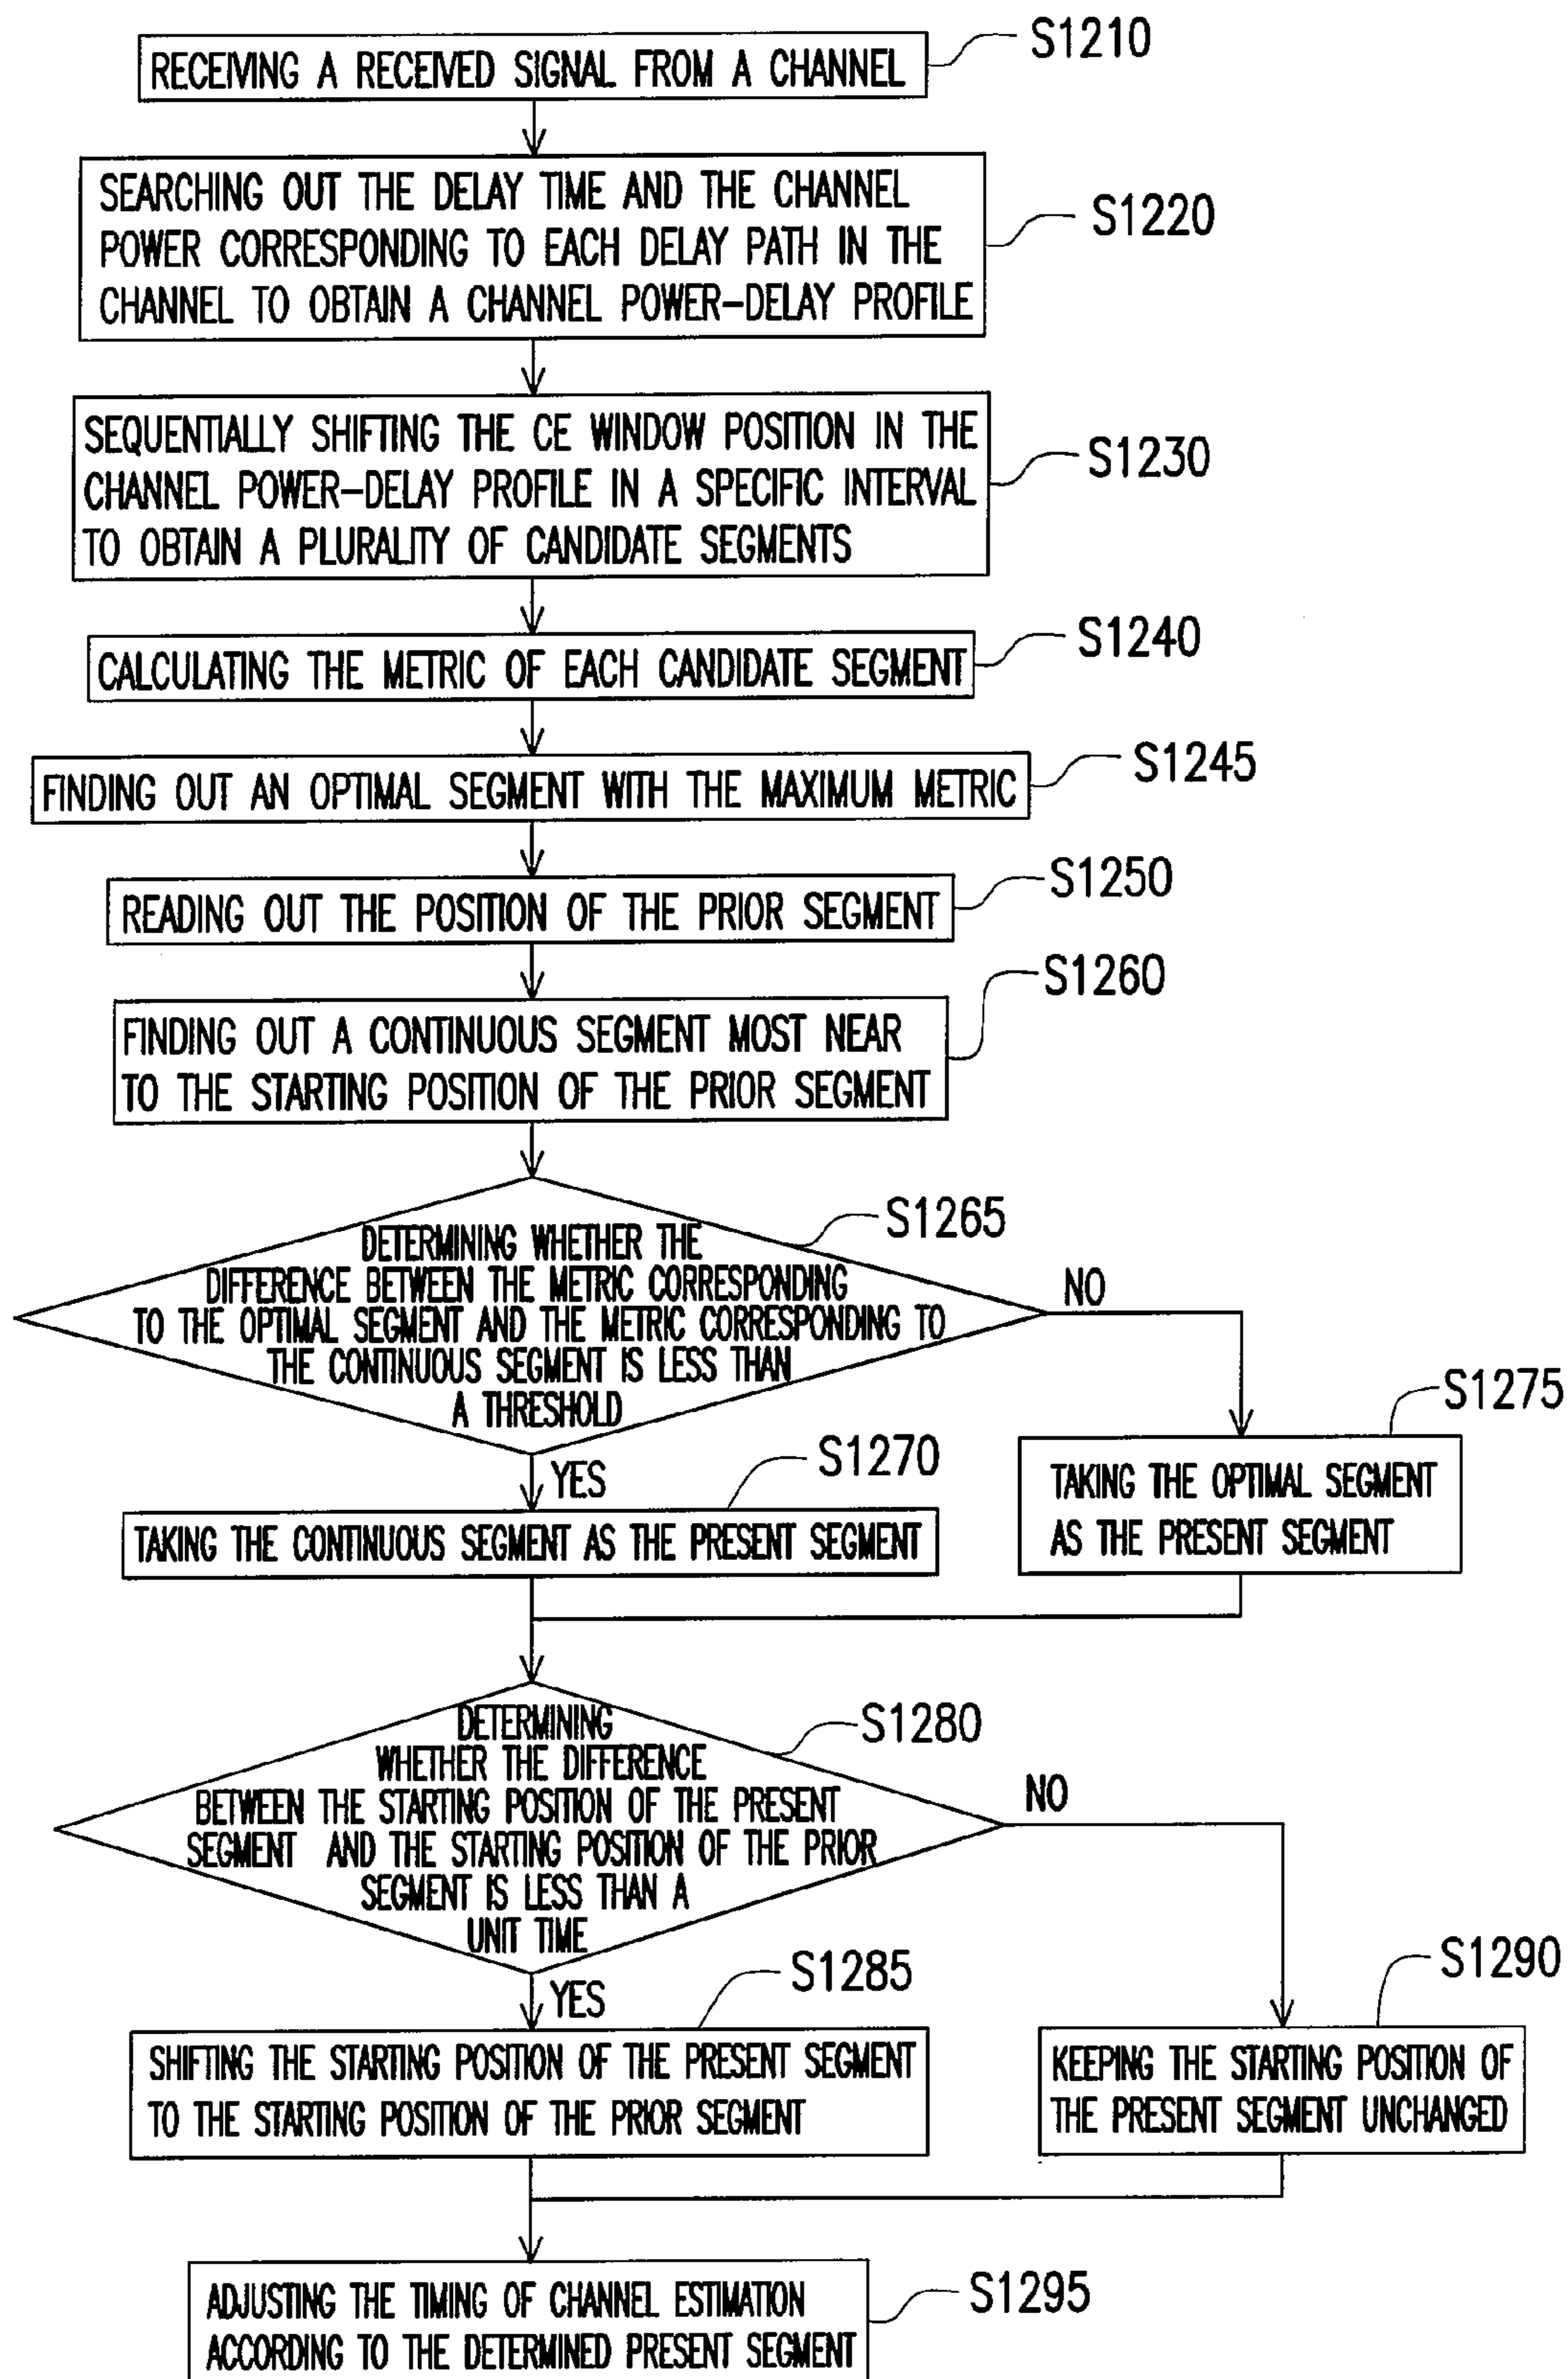 RECEIVING A RECEIVED SIGNAL FROM A CHANNEL
S1210
SEARCHING OUT THE DELAY TIME AND THE CHANNEL
POWER CORRESPONDING TO EACH DELAY PATH IN THE
CHANNEL TO OBTAIN A CHANNEL POWER-DELAY PROFILE
S1220
SEQUENTIALLY SHIFTING THE CE WINDOW POSITION IN THE
CHANNEL POWER-DELAY PROFILE IN A SPECIFIC INTERVAL
TO OBTAIN A PLURALITY OF CANDIDATE SEGMENTS
S1230
CALCULATING THE METRIC OF EACH CANDIDATE SEGMENT
S1240
FINDING OUT AN OPTIMAL SEGMENT WITH THE MAXIMUM METRIC
S1245
READING OUT THE POSITION OF THE PRIOR SEGMENT
S1250
FINDING OUT A CONTINUOUS SEGMENT MOST NEAR
TO THE STARTING POSITION OF THE PRIOR SEGMENT
S1260
DETERMINING WHETHER THE
DIFFERENCE BETWEEN THE METRIC CORRESPONDING
TO THE OPTIMAL SEGMENT AND THE METRIC CORRESPONDING TO
THE CONTINUOUS SEGMENT IS LESS THAN
A THRESHOLD
S1265
NO
YES
TAKING THE CONTINUOUS SEGMENT AS THE PRESENT SEGMENT
S1270
TAKING THE OPTIMAL SEGMENT
AS THE PRESENT SEGMENT
S1275
DETERMINING
WHETHER THE DIFFERENCE
BETWEEN THE STARTING POSITION OF THE PRESENT
SEGMENT AND THE STARTING POSITION OF THE PRIOR
SEGMENT IS LESS THAN A
UNIT TIME
S1280
NO
YES
SHIFTING THE STARTING POSITION OF THE PRESENT SEGMENT
TO THE STARTING POSITION OF THE PRIOR SEGMENT
S1285
KEEPING THE STARTING POSITION OF
THE PRESENT SEGMENT UNCHANGED
S1290
ADJUSTING THE TIMING OF CHANNEL ESTIMATION
ACCORDING TO THE DETERMINED PRESENT SEGMENT
S1295